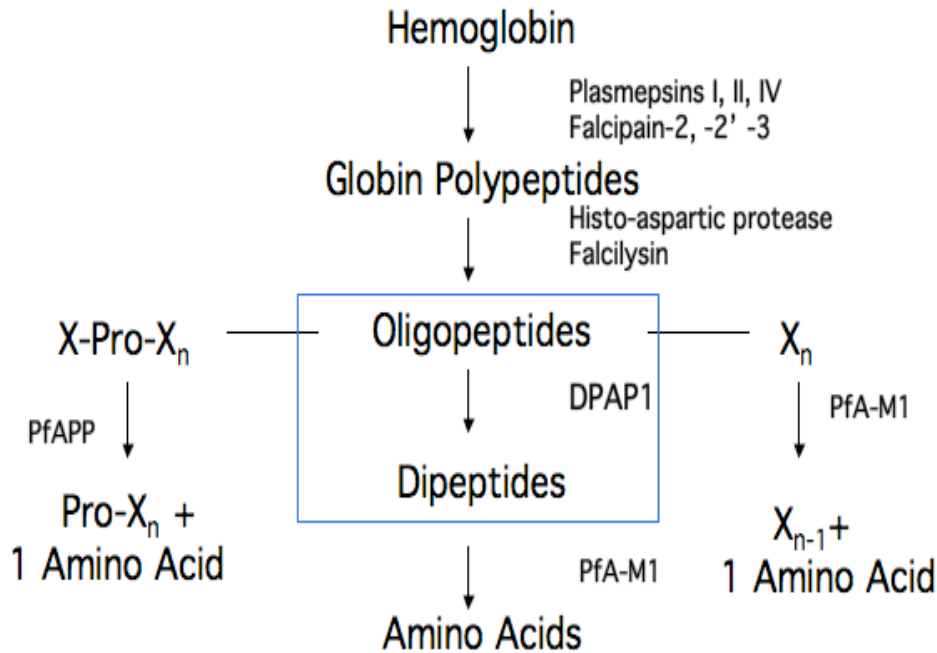 Hemoglobin
Plasmepsins I, II, IV
Falcipain-2, -2’ -3
Globin Polypeptides
Histo-aspartic protease
Falcilysin
X-Pro-Xn
Oligopeptides
Xn
PfAPP
DPAP1
PfA-M1
Pro-Xn +
1 Amino Acid
Dipeptides
Xn-1+
1 Amino Acid
PfA-M1
Amino Acids